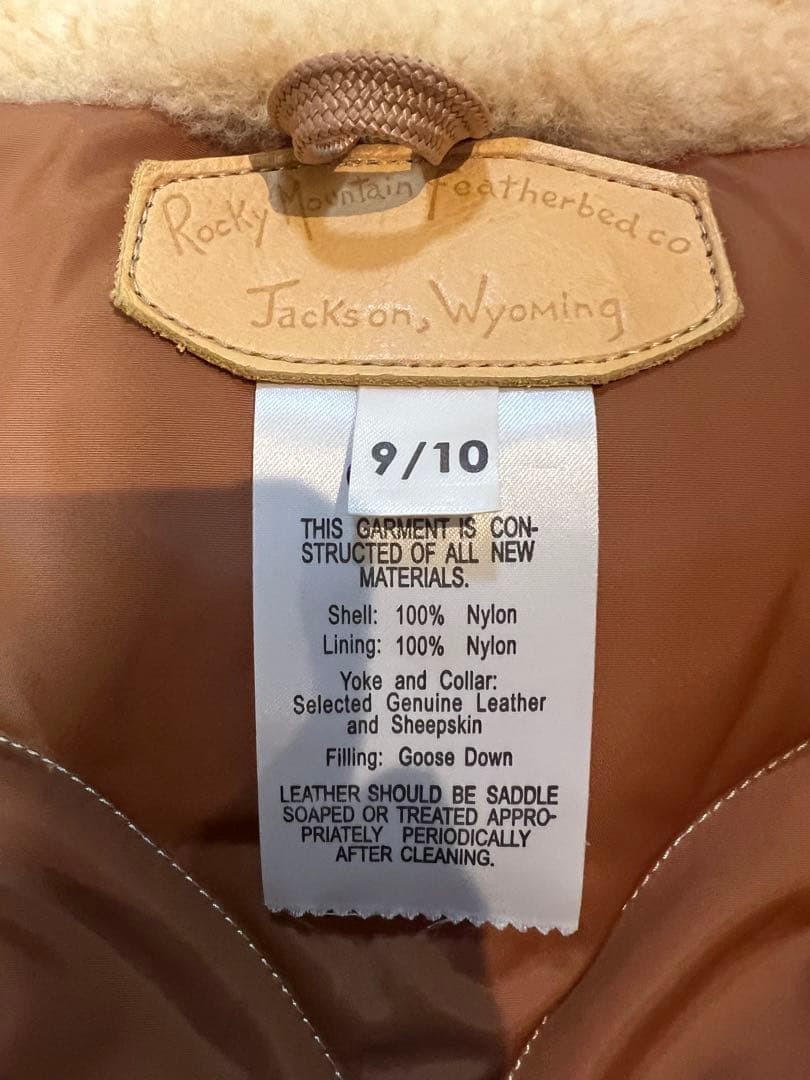 Rocky Mountain Featherbed co
Jackson, Wyoming
9/10
THIS GARMENT IS CON-
STRUCTED OF ALL NEW
MATERIALS.
Shell: 100% Nylon
Lining: 100% Nylon
Yoke and Collar:
Selected Genuine Leather
and Sheepskin
Filling: Goose Down
LEATHER SHOULD BE SADDLE
SOAPED OR TREATED APPRO-
PRIATELY PERIODICALLY
AFTER CLEANING.